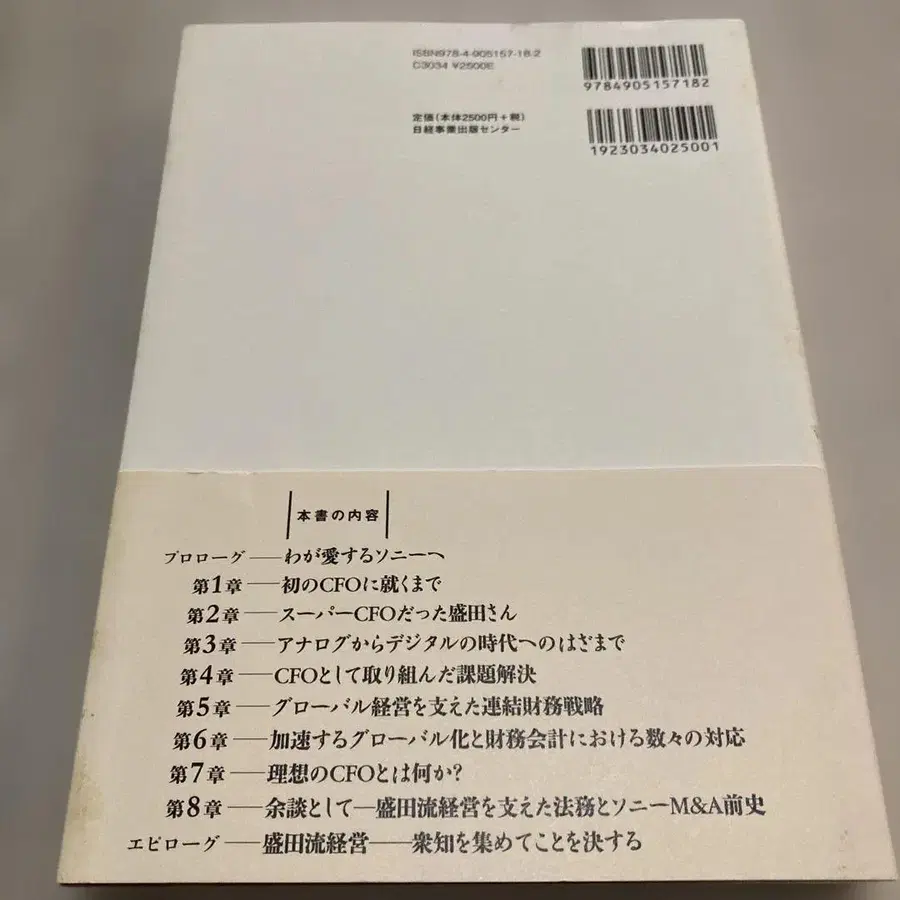 ISBN978-4-905157-18-2
C3034 ¥2500E
9784905157182
定価(本体2500円+税)
日経事業出版センター
1923034025001
本書の内容
プロローグ──わが愛するソニーへ
第1章──初のCFOに就くまで
第2章──スーパーCFOだった盛田さん
第3章──アナログからデジタルの時代へのはざまで
第4章──CFOとして取り組んだ課題解決
第5章──グローバル経営を支えた連結財務戦略
第6章──加速するグローバル化と財務会計における数々の対応
第7章──理想のCFOとは何か?
第8章──余談として─盛田流経営を支えた法務とソニーM&A前史
エピローグ──盛田流経営──衆知を集めてことを決する